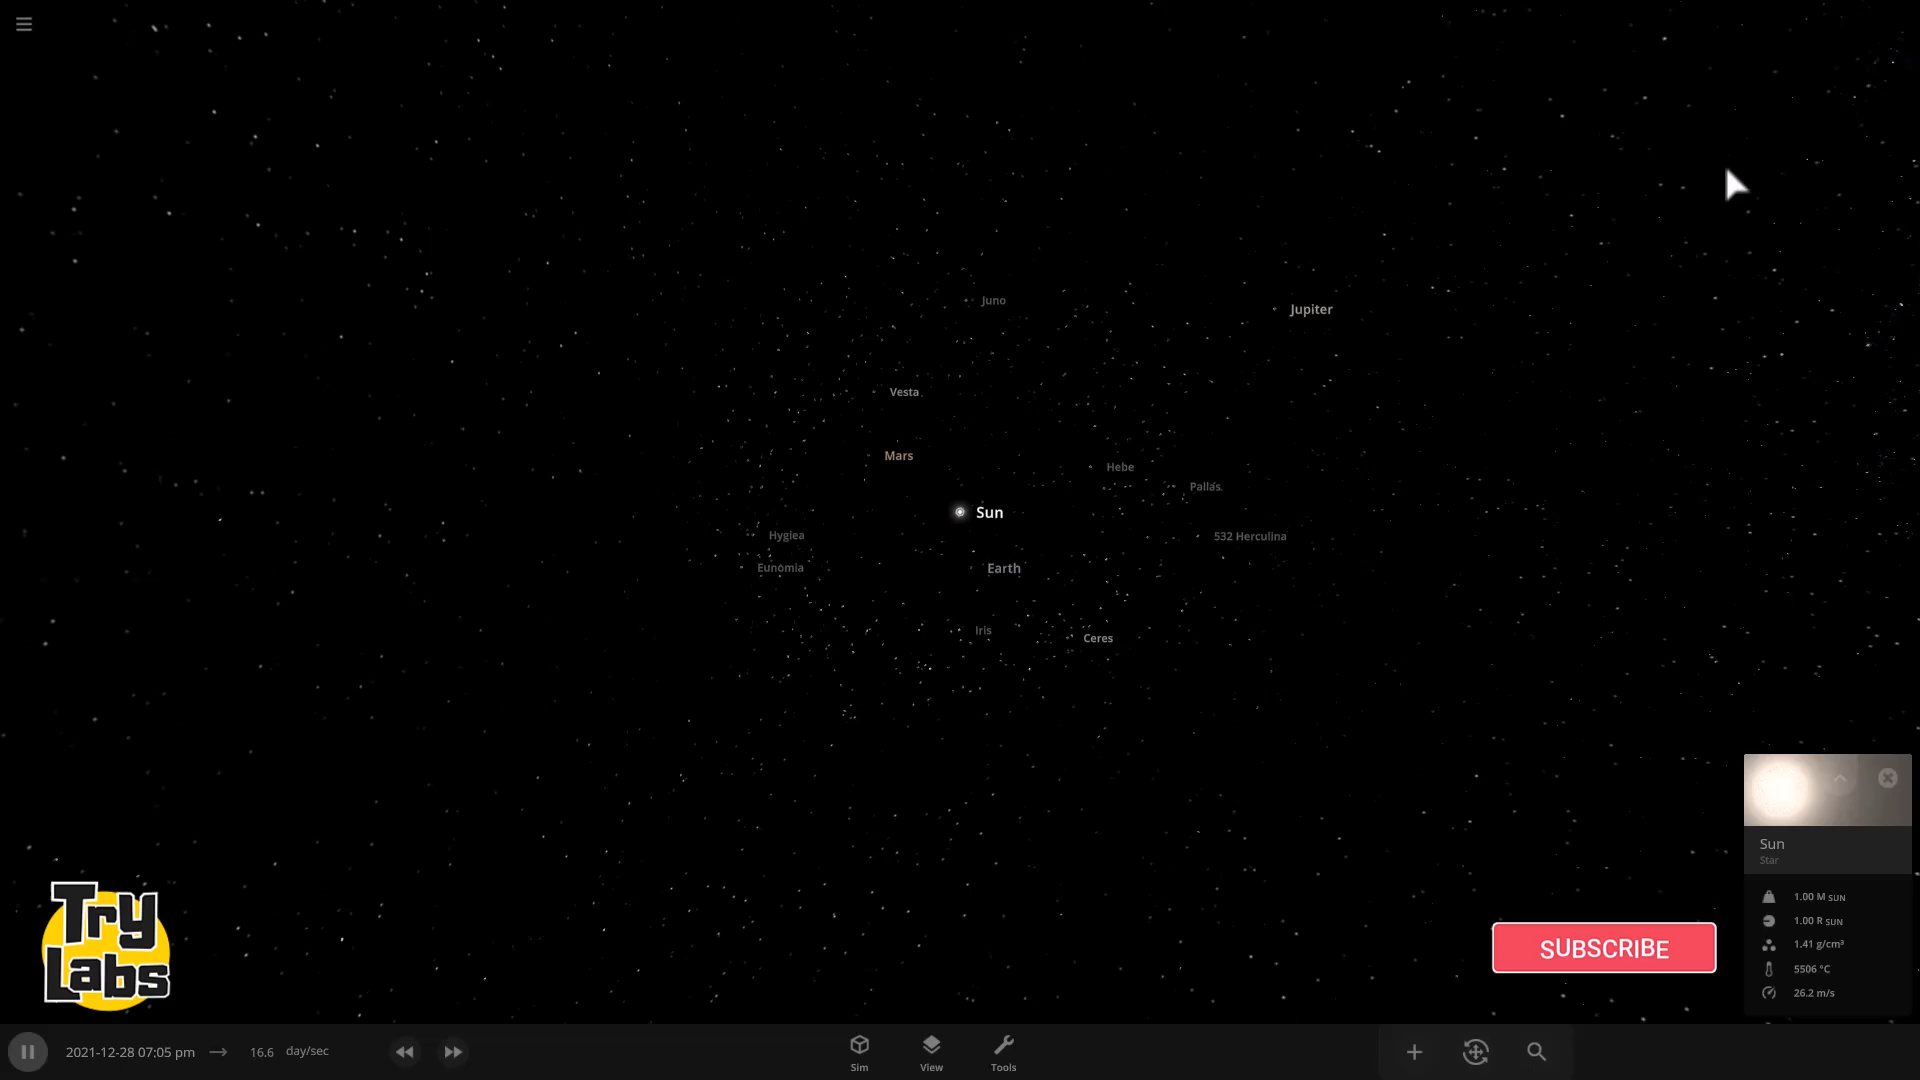 Juno
Jupiter
Vesta
Mars
Hebe
Pallas
Sun
Hygiea
532 Herculina
Eunomia
Earth
Iris
Ceres
Sun
Star
1.00 M SUN
1.00 R SUN
1.41 g/cm³
5506 °C
26.2 m/s
Try
Labs
SUBSCRIBE
2021-12-28 07:05 pm → 16.6 day/sec
Sim
View
Tools